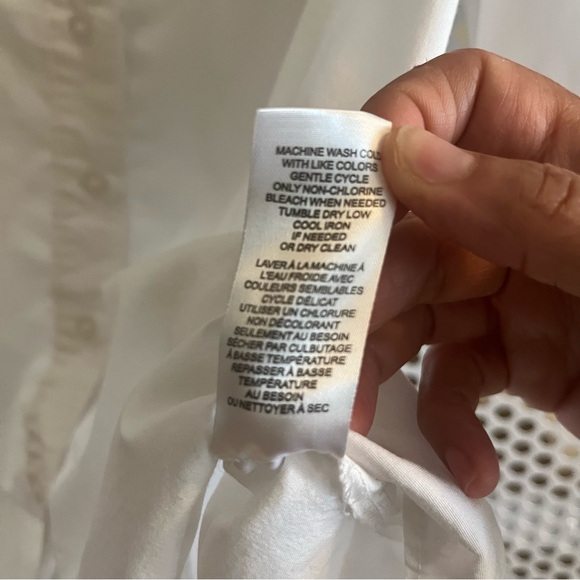 MACHINE WASH COLD
WITH LIKE COLORS
GENTLE CYCLE
ONLY NON-CHLORINE
BLEACH WHEN NEEDED
TUMBLE DRY LOW
COOL IRON
IF NEEDED
OR DRY CLEAN
LAVER À LA MACHINE À
L'EAU FROIDE AVEC
COULEURS SEMBLABLES
CYCLE DÉLICAT
UTILISER UN CHLORURE
NON DÉCOLORANT
SEULEMENT AU BESOIN
SÉCHER PAR CULBUTAGE
À BASSE TEMPÉRATURE
REPASSER À BASSE
TEMPÉRATURE
AU BESOIN
OU NETTOYER À SEC